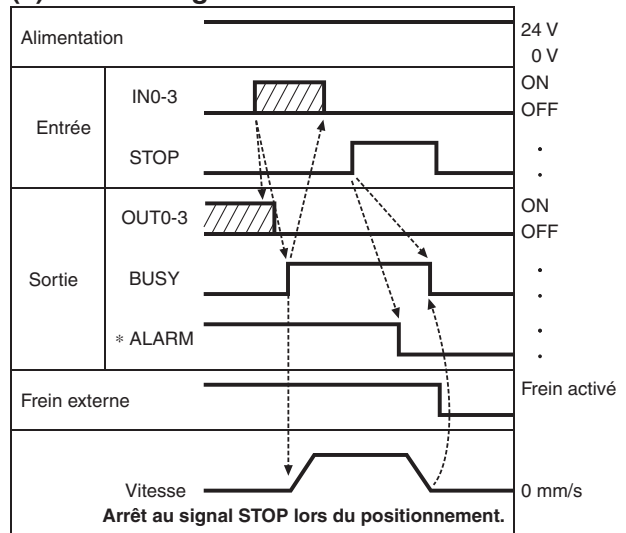 Alimentation
24 V
0 V
Entrée
IN0-3
ON
OFF
STOP
Sortie
OUT0-3
ON
OFF
BUSY
* ALARM
Frein externe
Frein activé
Vitesse
0 mm/s
Arrêt au signal STOP lors du positionnement.